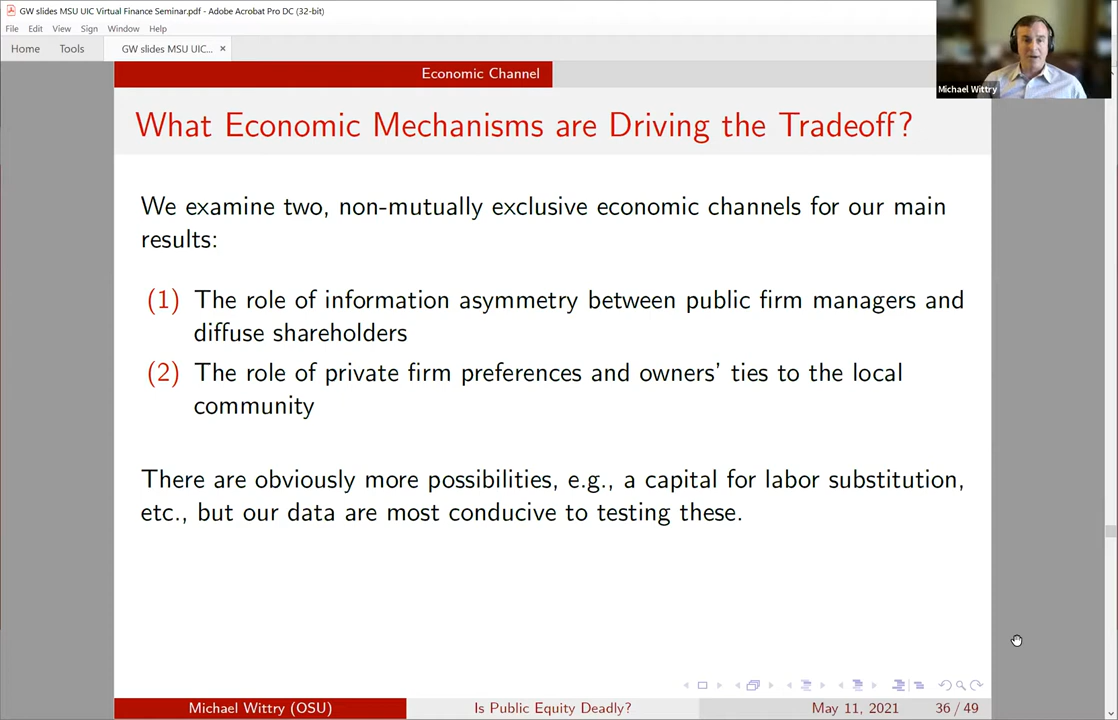 GW slides MSU UIC Virtual Finance Seminar.pdf - Adobe Acrobat Pro DC (32-bit)
File Edit View Sign Window Help
Home Tools GW slides MSU UIC... ×
Michael Wittry
Economic Channel
What Economic Mechanisms are Driving the Tradeoff?
We examine two, non-mutually exclusive economic channels for our main
results:
(1) The role of information asymmetry between public firm managers and
diffuse shareholders
(2) The role of private firm preferences and owners' ties to the local
community
There are obviously more possibilities, e.g., a capital for labor substitution,
etc., but our data are most conducive to testing these.
Michael Wittry (OSU) Is Public Equity Deadly? May 11, 2021 36 / 49